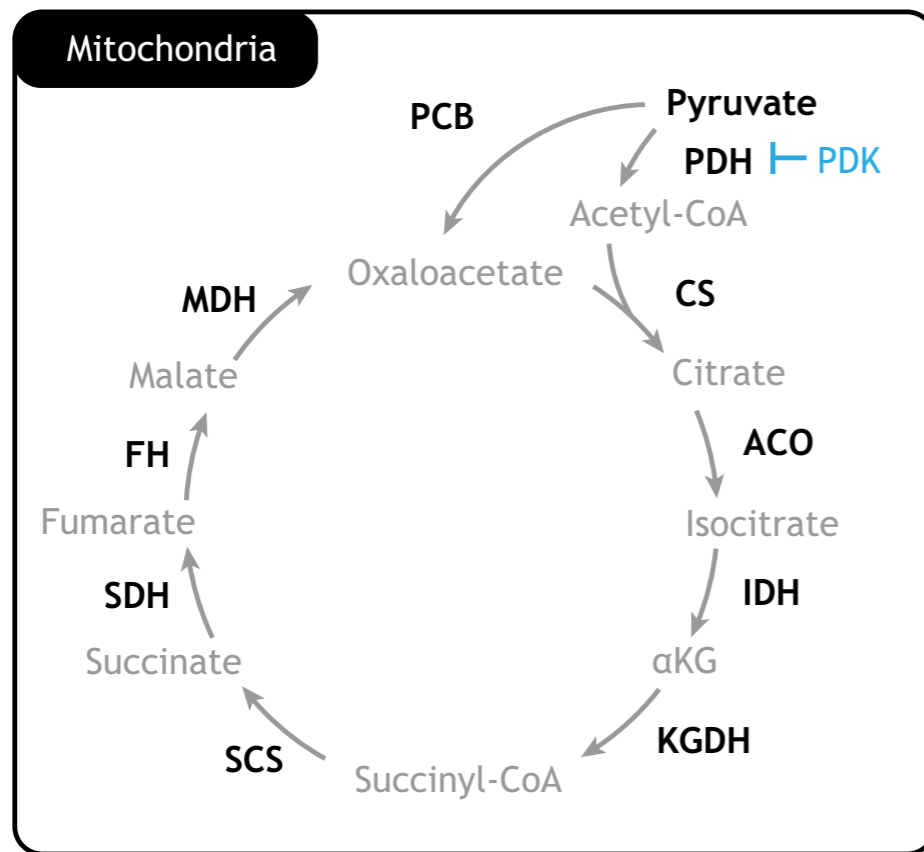 Mitochondria
PCB
Pyruvate
PDH
PDK
Acetyl-CoA
Oxaloacetate
CS
MDH
Malate
Citrate
FH
ACO
Fumarate
Isocitrate
SDH
IDH
Succinate
αKG
SCS
KGDH
Succinyl-CoA